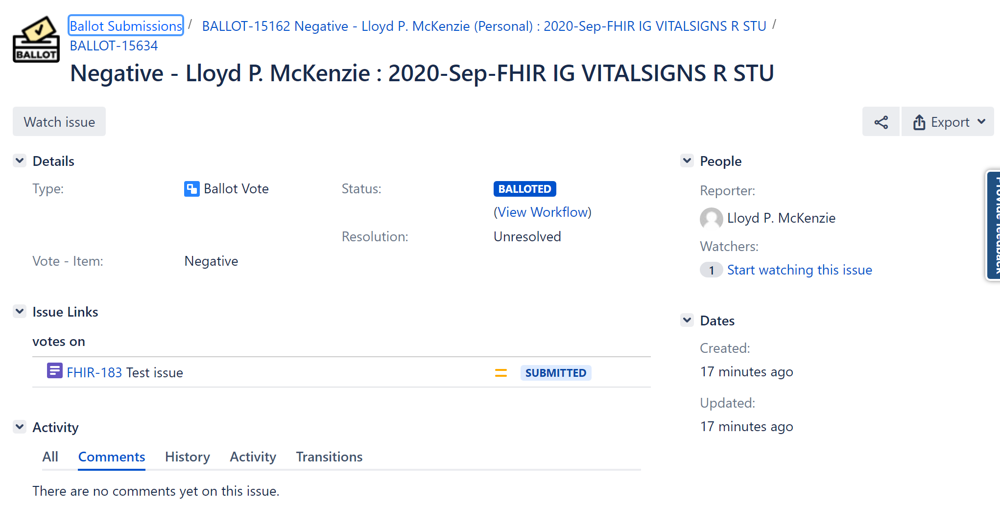 BALLOT
Ballot Submissions / BALLOT-15162 Negative - Lloyd P. McKenzie (Personal) : 2020-Sep-FHIR IG VITALSIGNS R STU /
BALLOT-15634
Negative - Lloyd P. McKenzie : 2020-Sep-FHIR IG VITALSIGNS R STU
Watch issue
Export
Details
Type: Ballot Vote
Status: BALLOTED
(View Workflow)
Resolution: Unresolved
Vote - Item: Negative
Issue Links
votes on
FHIR-183 Test issue SUBMITTED
Activity
All Comments History Activity Transitions
There are no comments yet on this issue.
People
Reporter:
Lloyd P. McKenzie
Watchers:
1 Start watching this issue
Dates
Created:
17 minutes ago
Updated:
17 minutes ago
Provide feedback